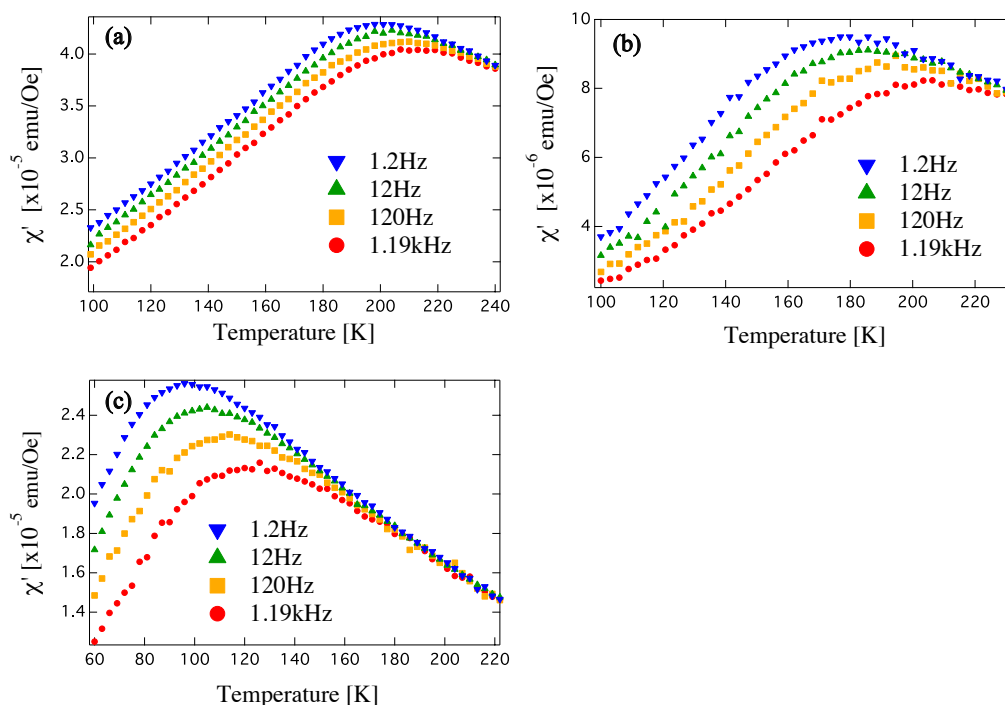 (a)
4.0
3.5
3.0
2.5
2.0
χ' [x10⁻⁵ emu/Oe]
1.2Hz
12Hz
120Hz
1.19kHz
100 120 140 160 180 200 220 240
Temperature [K]
(b)
10
8
6
4
χ' [x10⁻⁶ emu/Oe]
1.2Hz
12Hz
120Hz
1.19kHz
100 120 140 160 180 200 220
Temperature [K]
(c)
2.4
2.2
2.0
1.8
1.6
1.4
χ' [x10⁻⁵ emu/Oe]
1.2Hz
12Hz
120Hz
1.19kHz
60 80 100 120 140 160 180 200 220
Temperature [K]